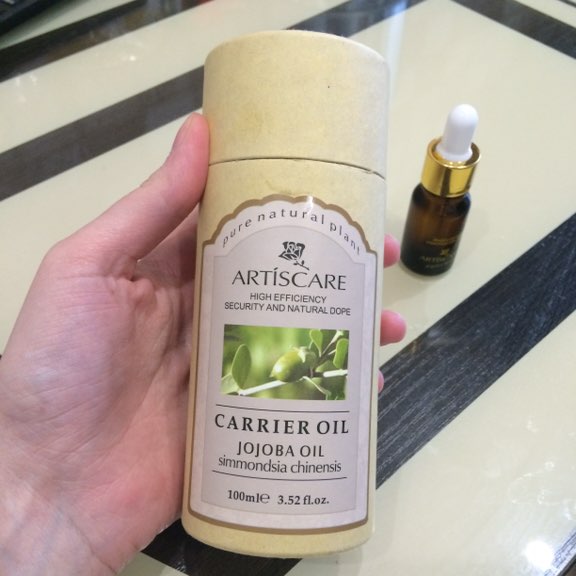 pure natural plant
ARTÍSCARE
HIGH EFFICIENCY
SECURITY AND NATURAL DOPE
CARRIER OIL
JOJOBA OIL
simmondsia chinensis
100ml℮ 3.52 fl.oz.